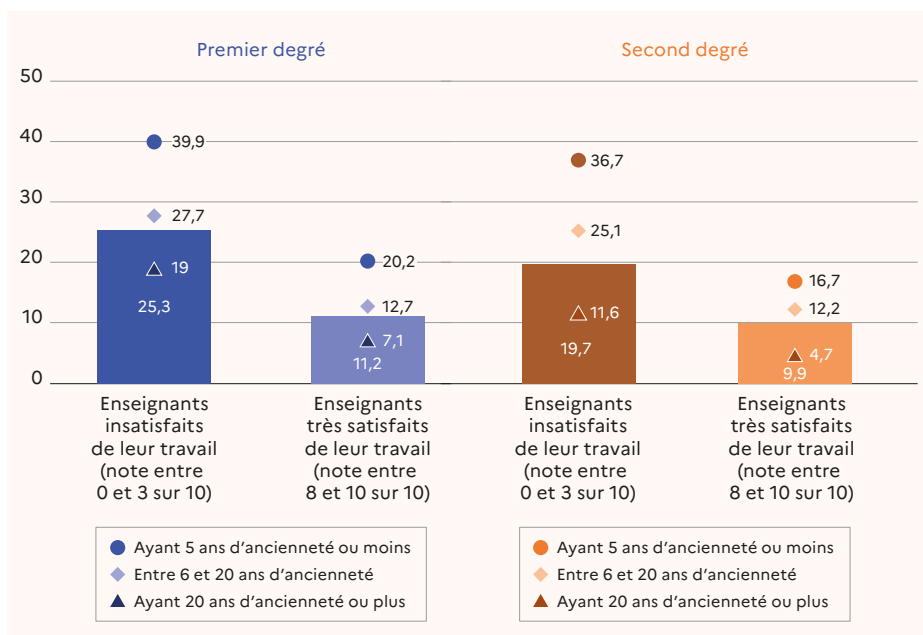 Premier degré
Second degré
50
40
30
20
10
0
39,9
27,7
19
25,3
20,2
12,7
7,1
11,2
36,7
25,1
11,6
19,7
16,7
12,2
4,7
9,9
Enseignants
insatisfaits
de leur travail
(note entre
0 et 3 sur 10)
Enseignants
très satisfaits
de leur travail
(note entre
8 et 10 sur 10)
Enseignants
insatisfaits
de leur travail
(note entre
0 et 3 sur 10)
Enseignants
très satisfaits
de leur travail
(note entre
8 et 10 sur 10)
Ayant 5 ans d’ancienneté ou moins
Entre 6 et 20 ans d’ancienneté
Ayant 20 ans d’ancienneté ou plus
Ayant 5 ans d’ancienneté ou moins
Entre 6 et 20 ans d’ancienneté
Ayant 20 ans d’ancienneté ou plus